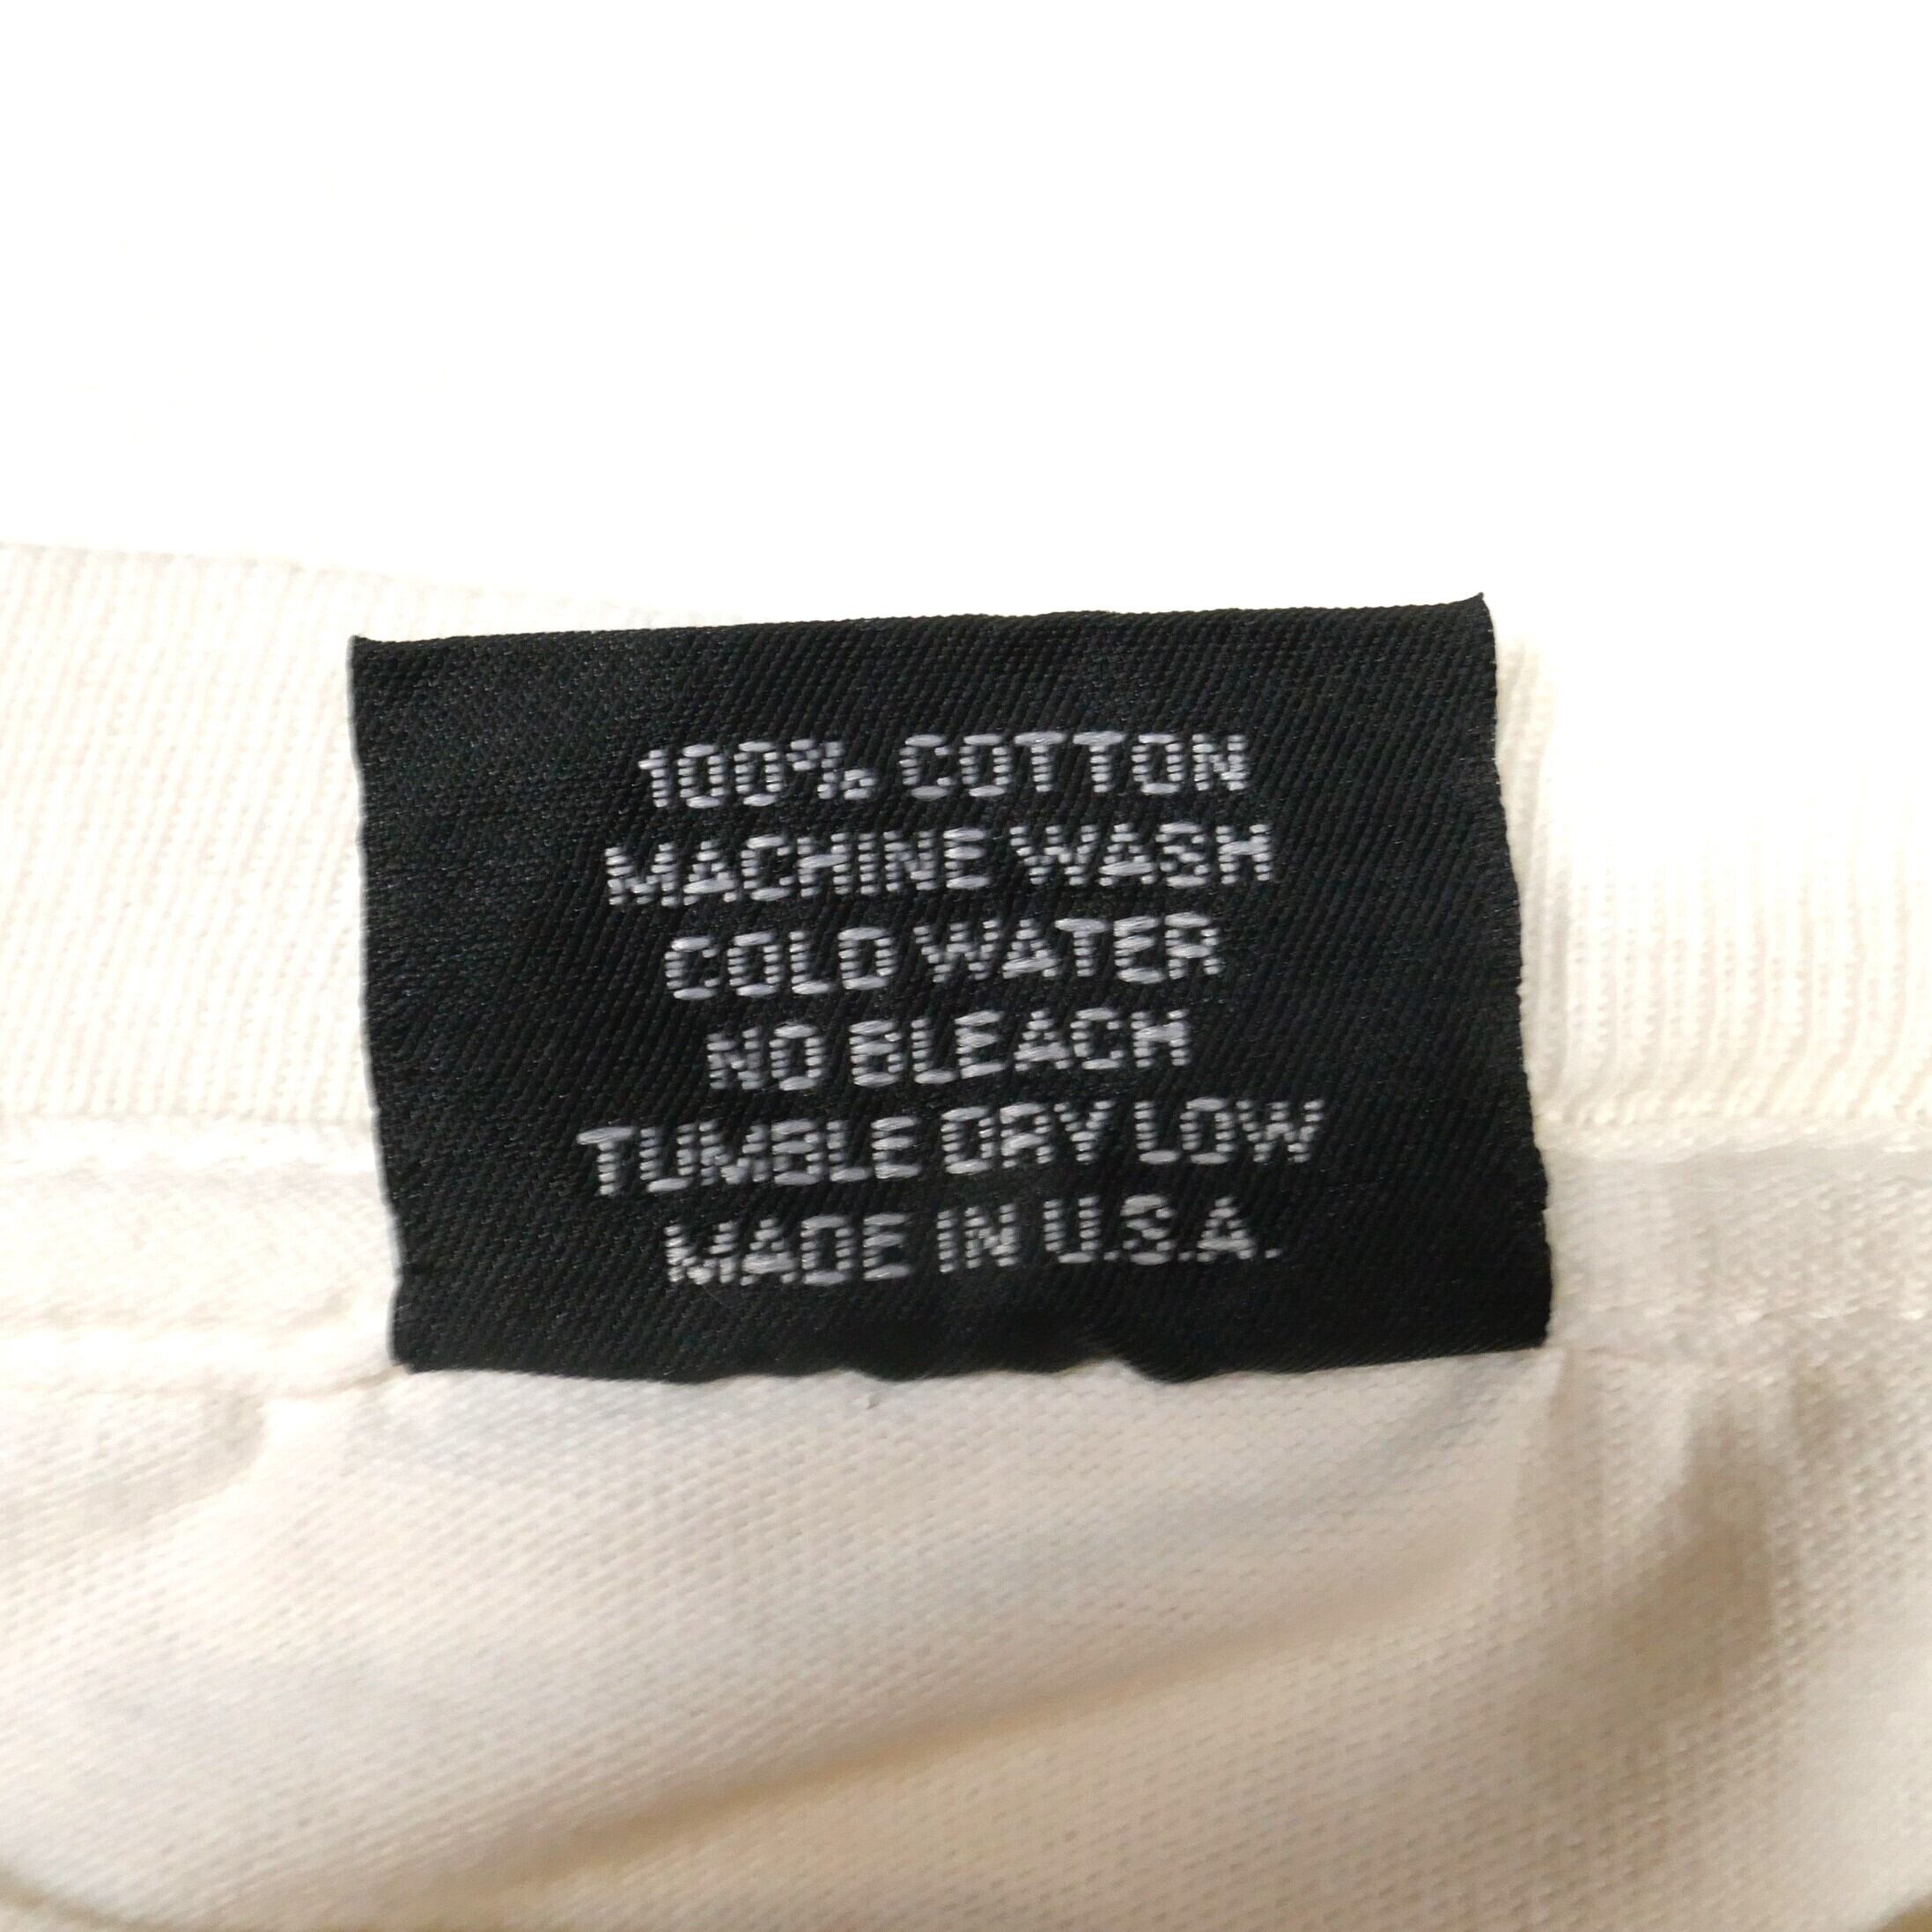 100% COTTON
MACHINE WASH
COLD WATER
NO BLEACH
TUMBLE DRY LOW
MADE IN U.S.A.